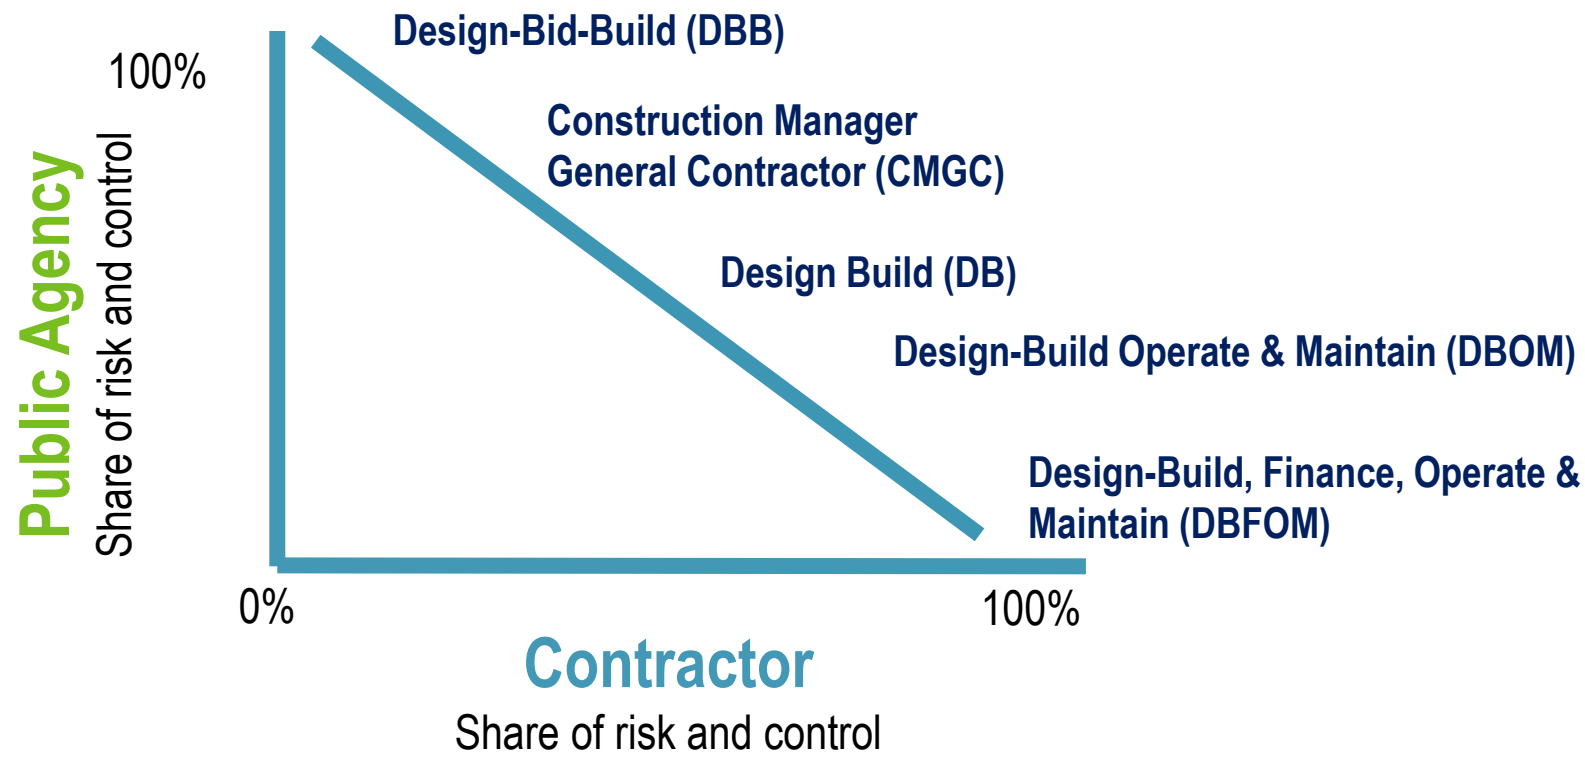 Design-Bid-Build (DBB)
100%
Construction Manager
General Contractor (CMGC)
Public Agency
Share of risk and control
Design Build (DB)
Design-Build Operate & Maintain (DBOM)
Design-Build, Finance, Operate &
Maintain (DBFOM)
0%
100%
Contractor
Share of risk and control